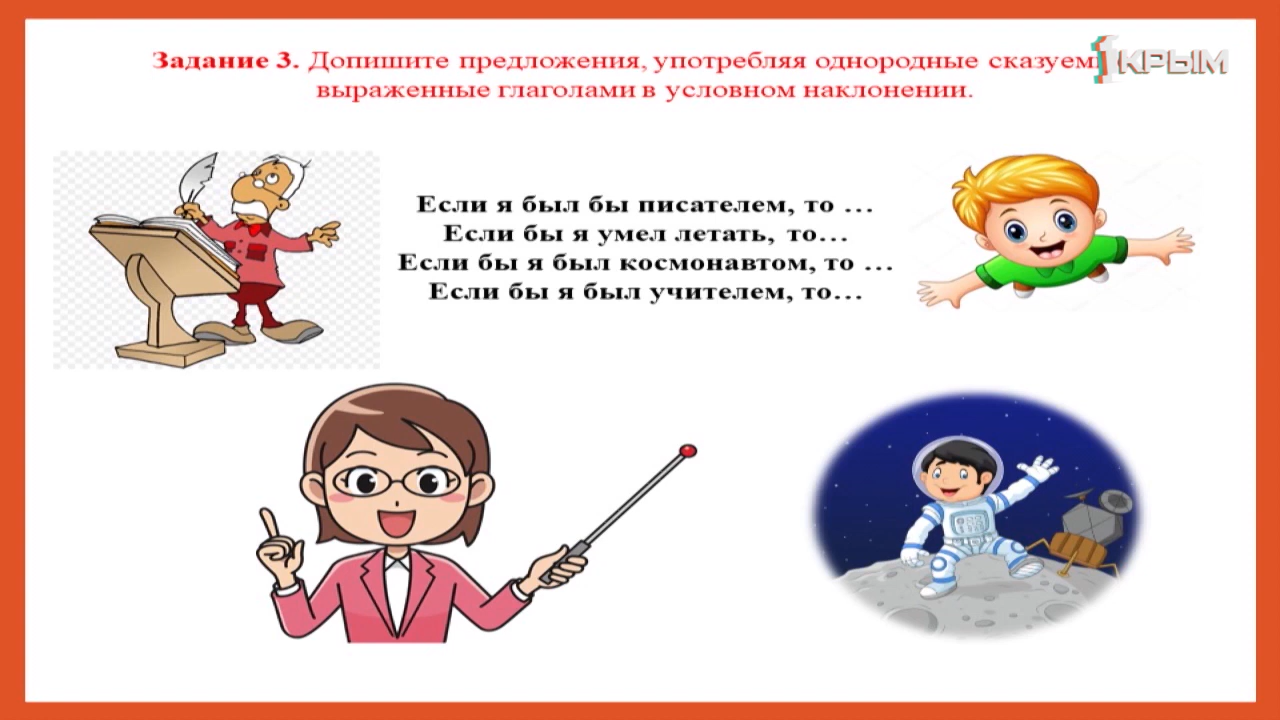 Задание 3. Допишите предложения, употребляя однородные сказуем
выраженные глаголами в условном наклонении.
1КРЫМ
Если я был бы писателем, то ...
Если бы я умел летать, то...
Если бы я был космонавтом, то ...
Если бы я был учителем, то...